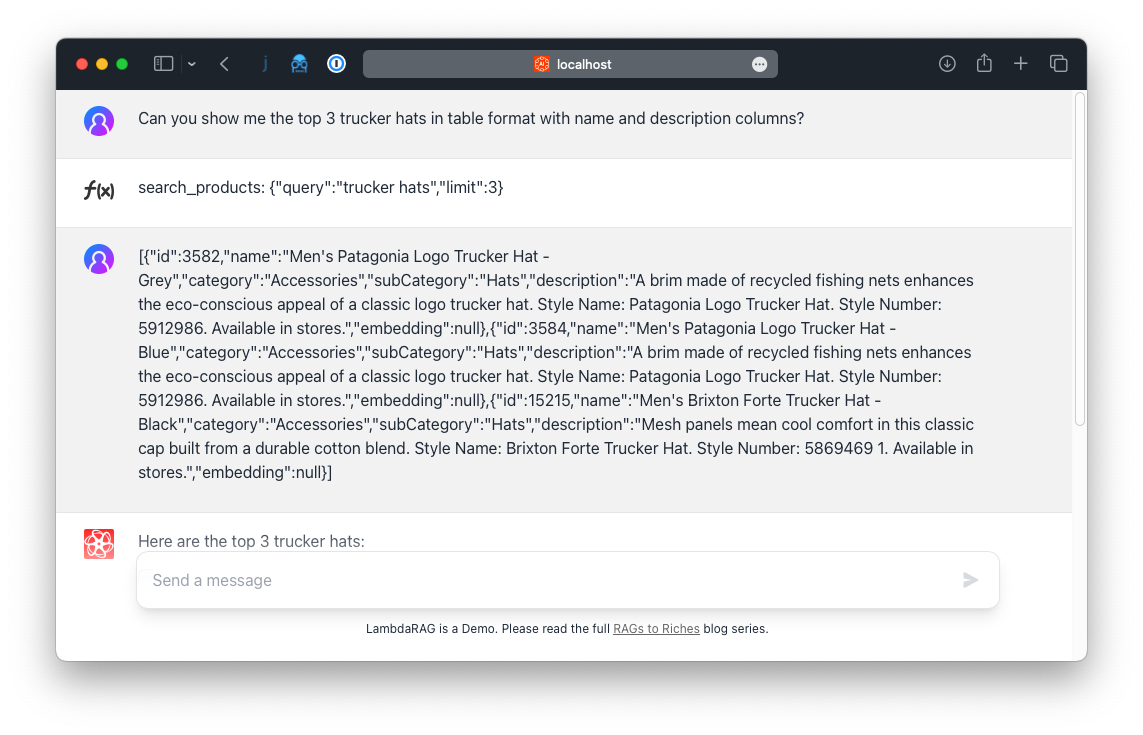 localhost
Can you show me the top 3 trucker hats in table format with name and description columns?
f(x)
search_products: {"query":"trucker hats","limit":3}
[{"id":3582,"name":"Men's Patagonia Logo Trucker Hat -
Grey","category":"Accessories","subCategory":"Hats","description":"A brim made of recycled fishing nets enhances
the eco-conscious appeal of a classic logo trucker hat. Style Name: Patagonia Logo Trucker Hat. Style Number:
5912986. Available in stores.","embedding":null},{"id":3584,"name":"Men's Patagonia Logo Trucker Hat -
Blue","category":"Accessories","subCategory":"Hats","description":"A brim made of recycled fishing nets enhances
the eco-conscious appeal of a classic logo trucker hat. Style Name: Patagonia Logo Trucker Hat. Style Number:
5912986. Available in stores.","embedding":null},{"id":15215,"name":"Men's Brixton Forte Trucker Hat -
Black","category":"Accessories","subCategory":"Hats","description":"Mesh panels mean cool comfort in this classic
cap built from a durable cotton blend. Style Name: Brixton Forte Trucker Hat. Style Number: 5869469 1. Available in
stores.","embedding":null}]
Here are the top 3 trucker hats:
Send a message
LambdaRAG is a Demo. Please read the full RAGs to Riches blog series.